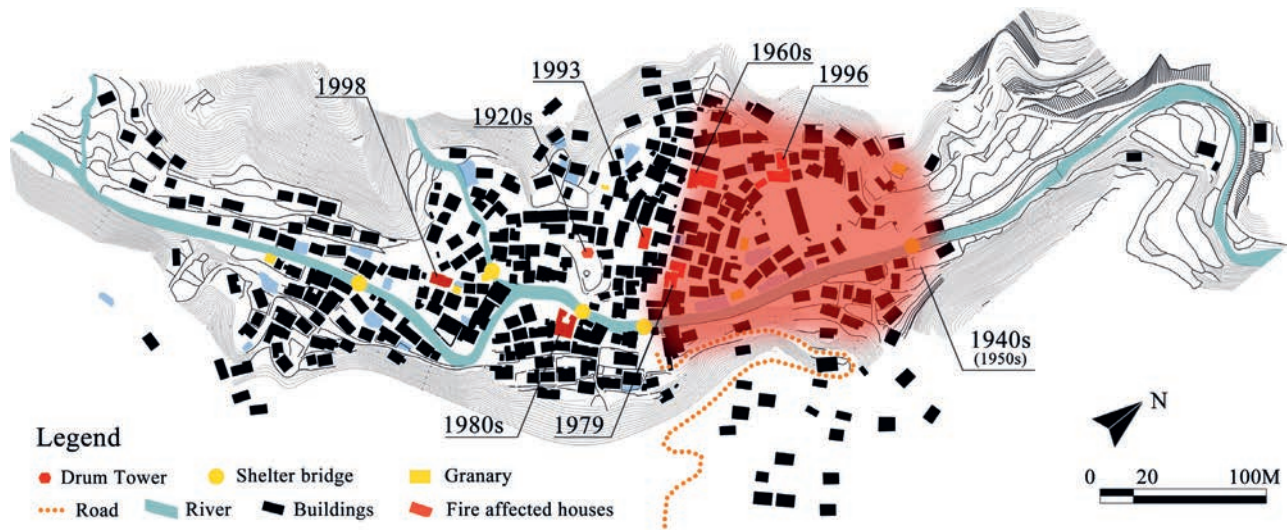 1960s
1993
1996
1998
1920s
1940s
(1950s)
1980s
1979
N
Legend
Drum Tower
Shelter bridge
Granary
Road
River
Buildings
Fire affected houses
0 20 100M